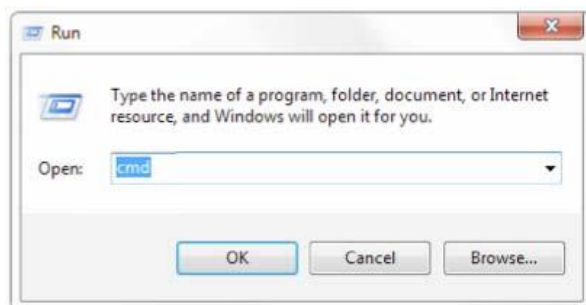 Run
Type the name of a program, folder, document, or Internet
resource, and Windows will open it for you.
Open: cmd
OK Cancel Browse...